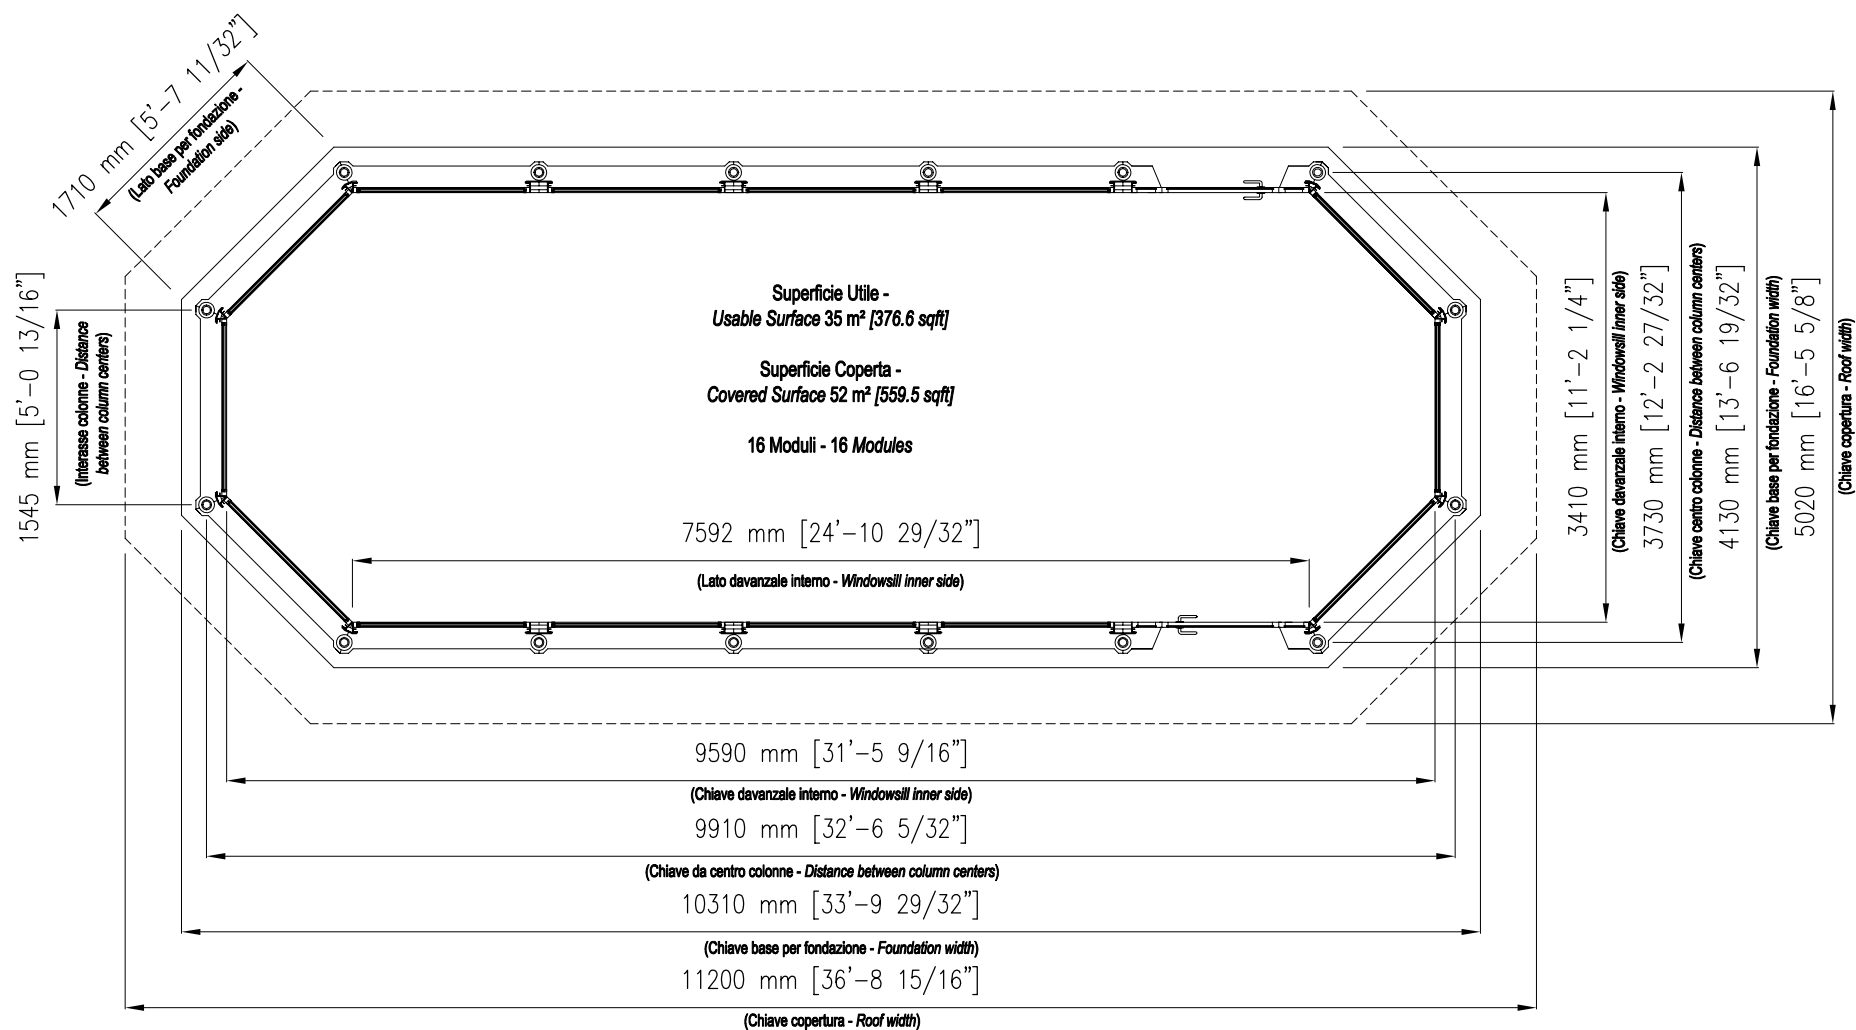 1710 mm [5'-7 11/32"]
(Lato base per fondazione -
Foundation side)
1545 mm [5'-0 13/16"]
(Interasse colonne - Distance
between column centers)
Superficie Utile -
Usable Surface 35 m² [376.6 sqft]
Superficie Coperta -
Covered Surface 52 m² [559.5 sqft]
16 Moduli - 16 Modules
7592 mm [24'-10 29/32"]
(Lato davanzale interno - Windowsill inner side)
3410 mm [11'-2 1/4"]
(Chiave davanzale interno - Windowsill inner side)
3730 mm [12'-2 27/32"]
(Chiave centro colonne - Distance between column centers)
4130 mm [13'-6 19/32"]
(Chiave base per fondazione - Foundation width)
5020 mm [16'-5 5/8"]
(Chiave copertura - Roof width)
9590 mm [31'-5 9/16"]
(Chiave davanzale interno - Windowsill inner side)
9910 mm [32'-6 5/32"]
(Chiave da centro colonne - Distance between column centers)
10310 mm [33'-9 29/32"]
(Chiave base per fondazione - Foundation width)
11200 mm [36'-8 15/16"]
(Chiave copertura - Roof width)